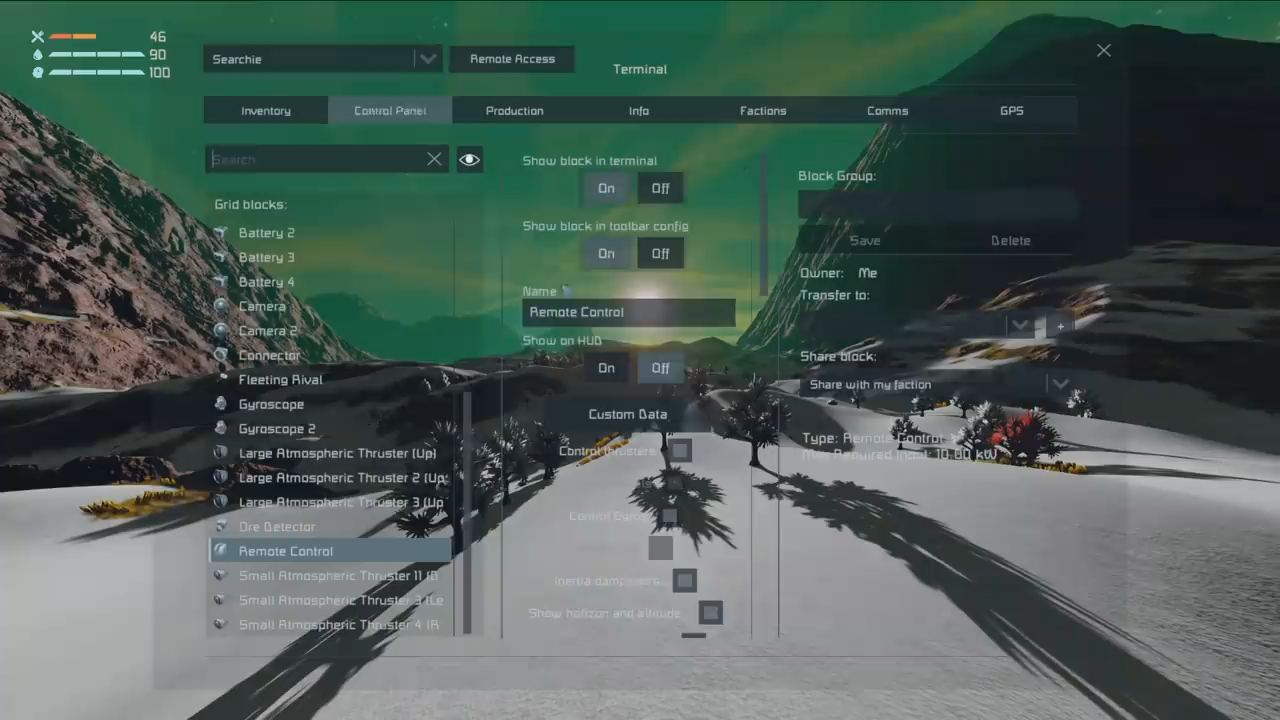 46
90
100
Searchie
Remote Access
Terminal
Inventory
Control Panel
Production
Info
Factions
Comms
GPS
Search
Grid blocks:
Battery 2
Battery 3
Battery 4
Camera
Camera 2
Connector
Fleeting Rival
Gyroscope
Gyroscope 2
Large Atmospheric Thruster (Up)
Large Atmospheric Thruster 2 (Up
Large Atmospheric Thruster 3 (Up
Ore Detector
Remote Control
Small Atmospheric Thruster 11 (D
Small Atmospheric Thruster 3 (Le
Small Atmospheric Thruster 4 (R
Show block in terminal
On Off
Show block in toolbar config
On Off
Name
Remote Control
Show on HUD
On Off
Custom Data
Control thrusters
Control Gyros
Inertia dampeners
Show horizon and altitude
Block Group:
Save Delete
Owner: Me
Transfer to:
+
Share block:
Share with my faction
Type: Remote Control
Max Required Input: 10.00 kW